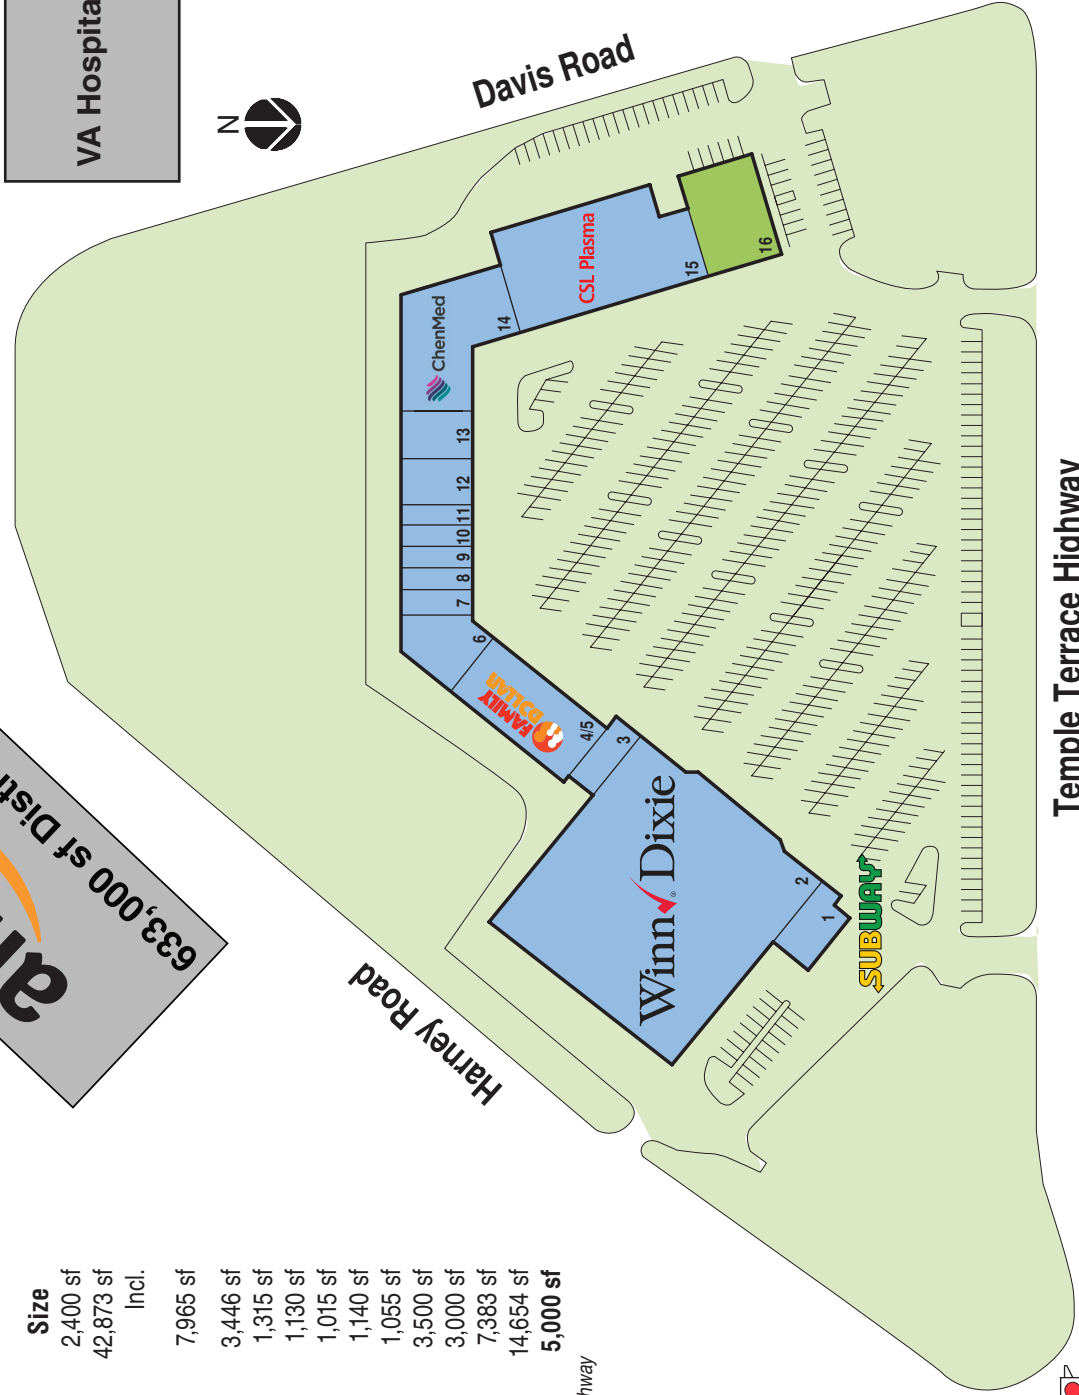 Size
2,400 sf
42,873 sf
Incl.
7,965 sf
3,446 sf
1,315 sf
1,130 sf
1,015 sf
1,140 sf
1,055 sf
3,500 sf
3,000 sf
7,383 sf
14,654 sf
5,000 sf
633,000 sf
VA Hospita
N
Davis Road
Harney Road
Temple Terrace Highway
1
SUBWAY
2
Winn Dixie
®
3
4/5
FAMILY
DOLLAR
6
7
8
9
10
11
12
13
ChenMed
14
CSL Plasma
15
16